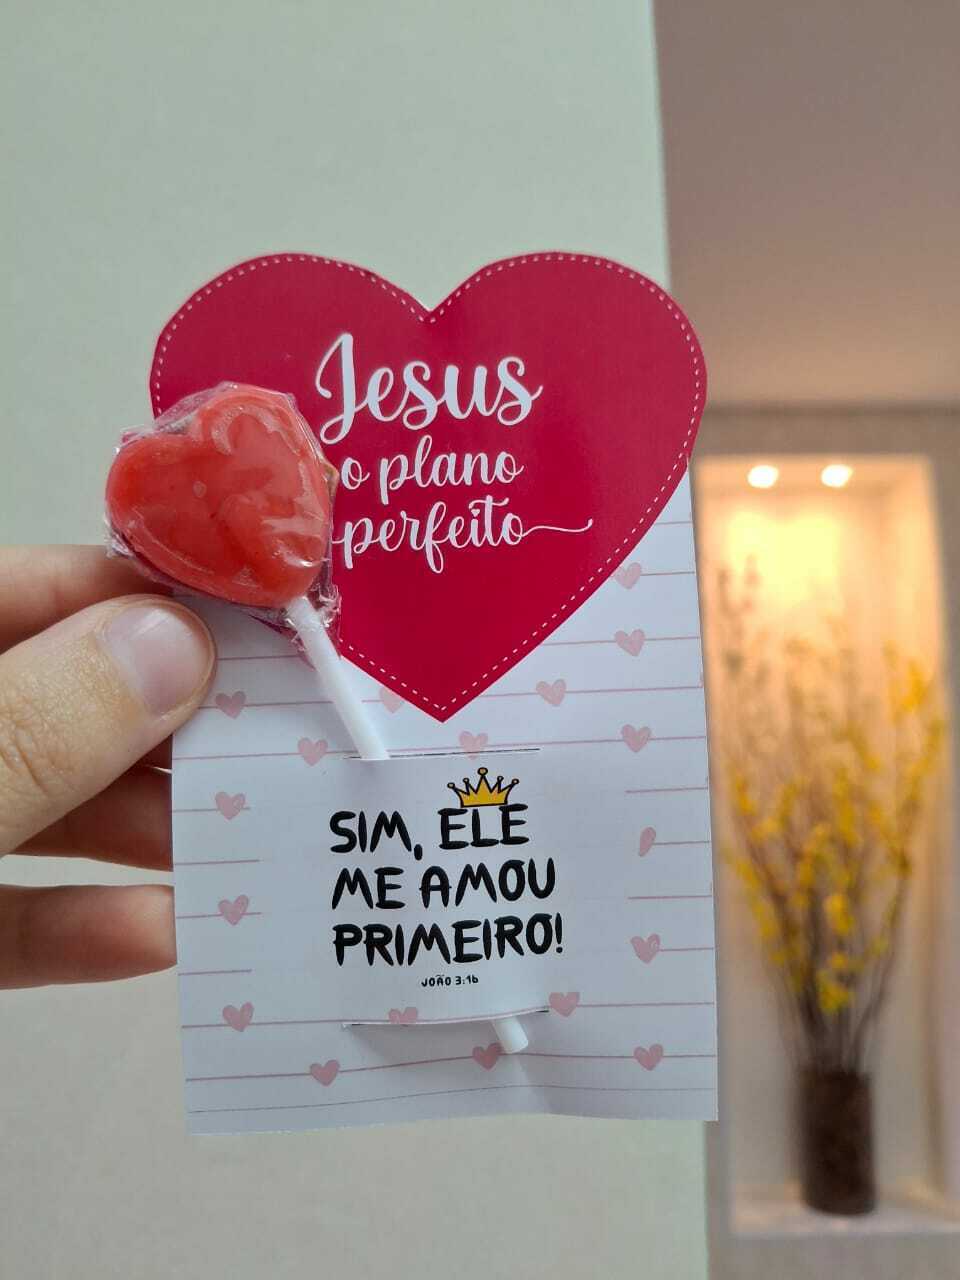 Jesus
o plano
perfeito
SIM, ELE
ME AMOU
PRIMEIRO!
JOÃO 3:16